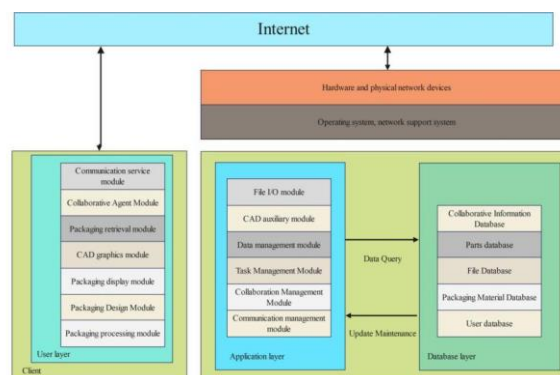 Internet
Hardware and physical network devices
Operating system, network support system
Communication service
module
Collaborative Agent Module
Packaging retrieval module
CAD graphics module
Packaging display module
Packaging Design Module
Packaging processing module
User layer
Client
File I/O module
CAD auxiliary module
Data management module
Task Management Module
Collaboration Management
Module
Communication management
module
Application layer
Data Query
Update Maintenance
Collaborative Information
Database
Parts database
File Database
Packaging Material Database
User database
Database layer